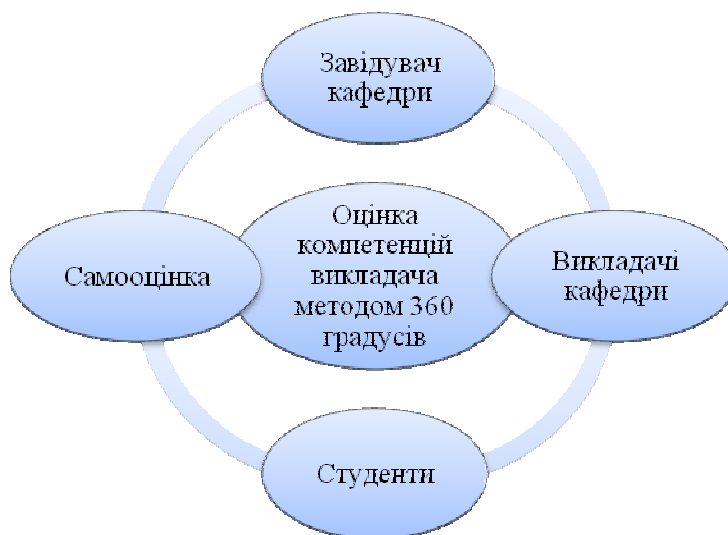 Завідувач
кафедри
Оцінка
компетенцій
викладача
методом 360
градусів
Самооцінка
Викладачі
кафедри
Студенти